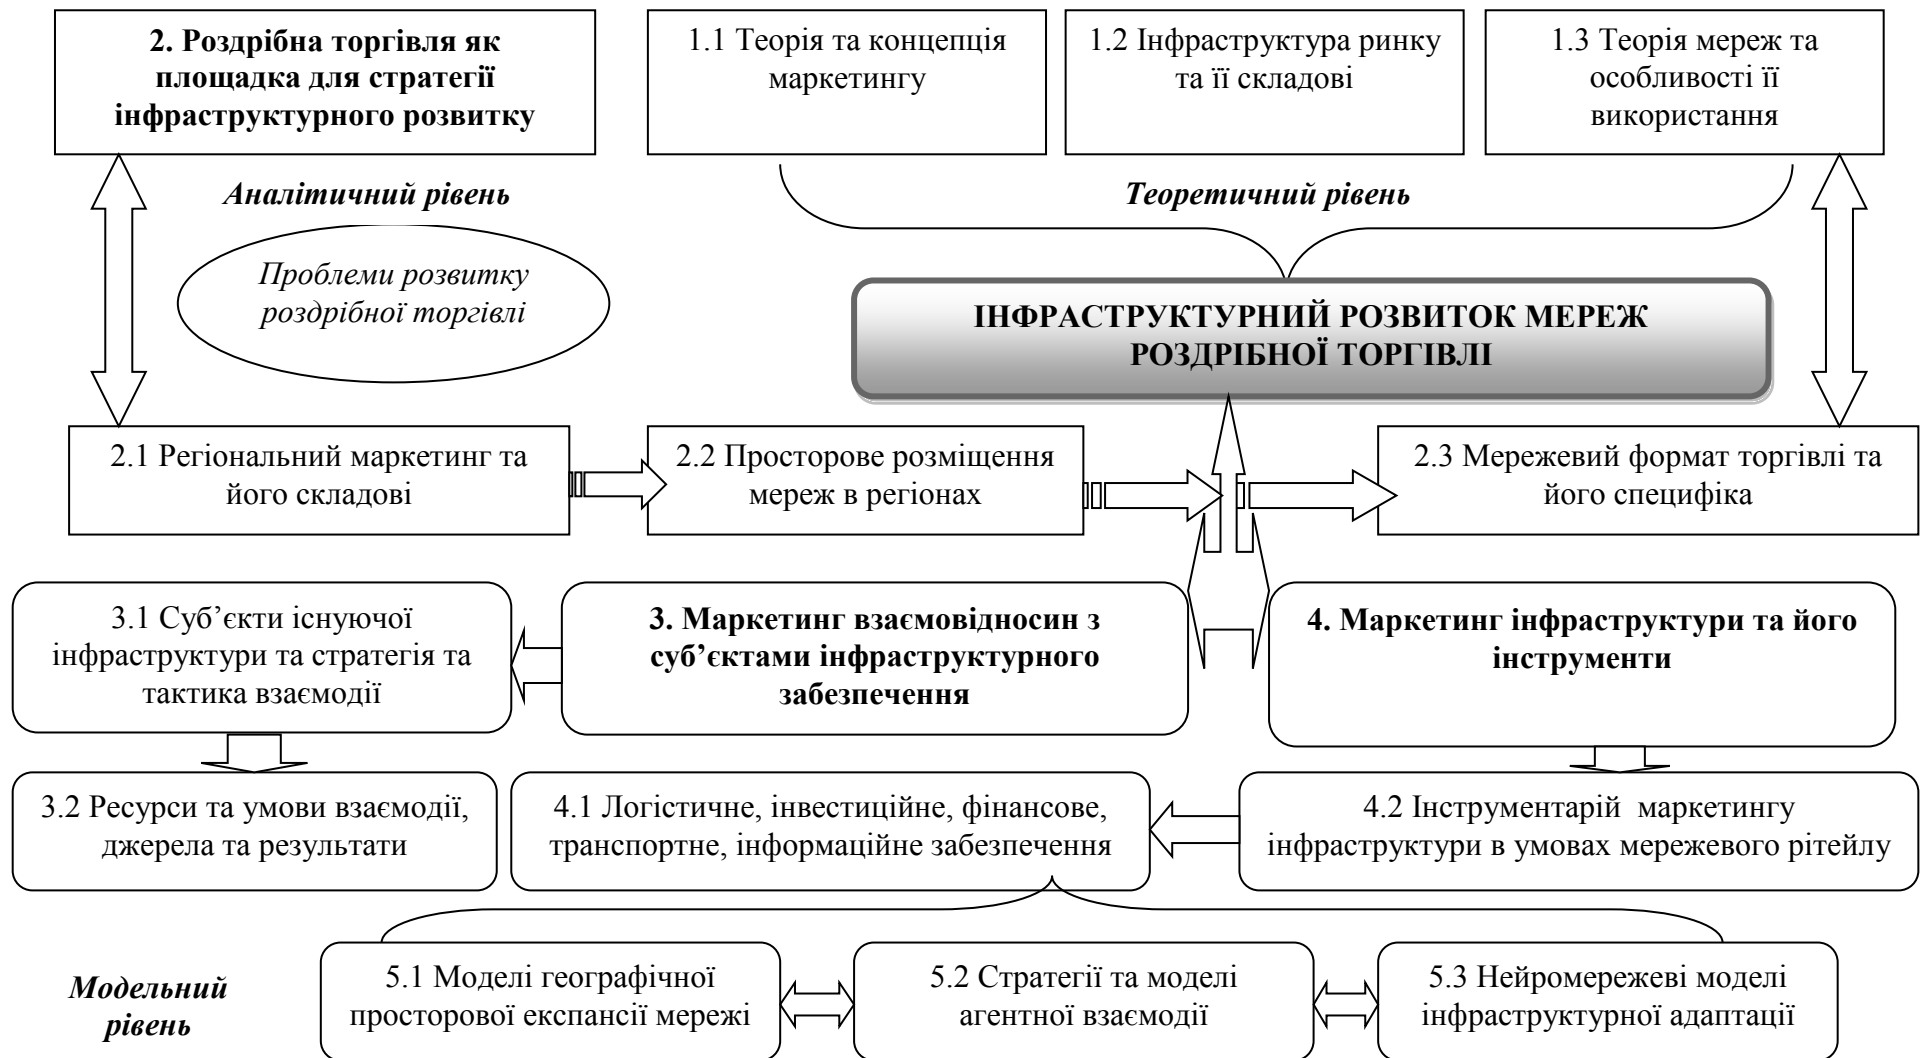 2. Роздрібна торгівля як
площадка для стратегії
інфраструктурного розвитку
1.1 Теорія та концепція
маркетингу
1.2 Інфраструктура ринку
та її складові
1.3 Теорія мереж та
особливості її
використання
Аналітичний рівень
Теоретичний рівень
Проблеми розвитку
роздрібної торгівлі
ІНФРАСТРУКТУРНИЙ РОЗВИТОК МЕРЕЖ
РОЗДРІБНОЇ ТОРГІВЛІ
2.1 Регіональний маркетинг та
його складові
2.2 Просторове розміщення
мереж в регіонах
2.3 Мережевий формат торгівлі та
його специфіка
3.1 Суб’єкти існуючої
інфраструктури та стратегія та
тактика взаємодії
3. Маркетинг взаємовідносин з
суб’єктами інфраструктурного
забезпечення
4. Маркетинг інфраструктури та його
інструменти
3.2 Ресурси та умови взаємодії,
джерела та результати
4.1 Логістичне, інвестиційне, фінансове,
транспортне, інформаційне забезпечення
4.2 Інструментарій маркетингу
інфраструктури в умовах мережевого рітейлу
Модельний
рівень
5.1 Моделі географічної
просторової експансії мережі
5.2 Стратегії та моделі
агентної взаємодії
5.3 Нейромережеві моделі
інфраструктурної адаптації